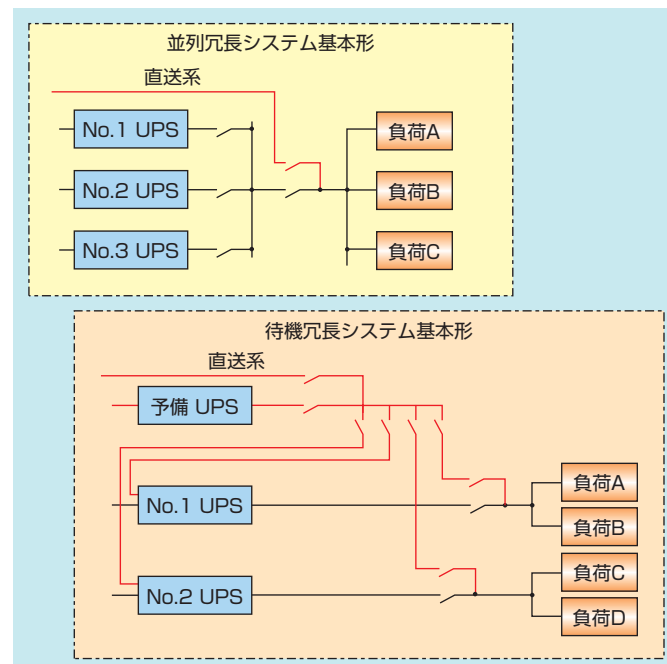 並列冗長システム基本形
直送系
No.1 UPS
負荷A
No.2 UPS
負荷B
No.3 UPS
負荷C
待機冗長システム基本形
直送系
予備 UPS
No.1 UPS
負荷A
負荷B
No.2 UPS
負荷C
負荷D